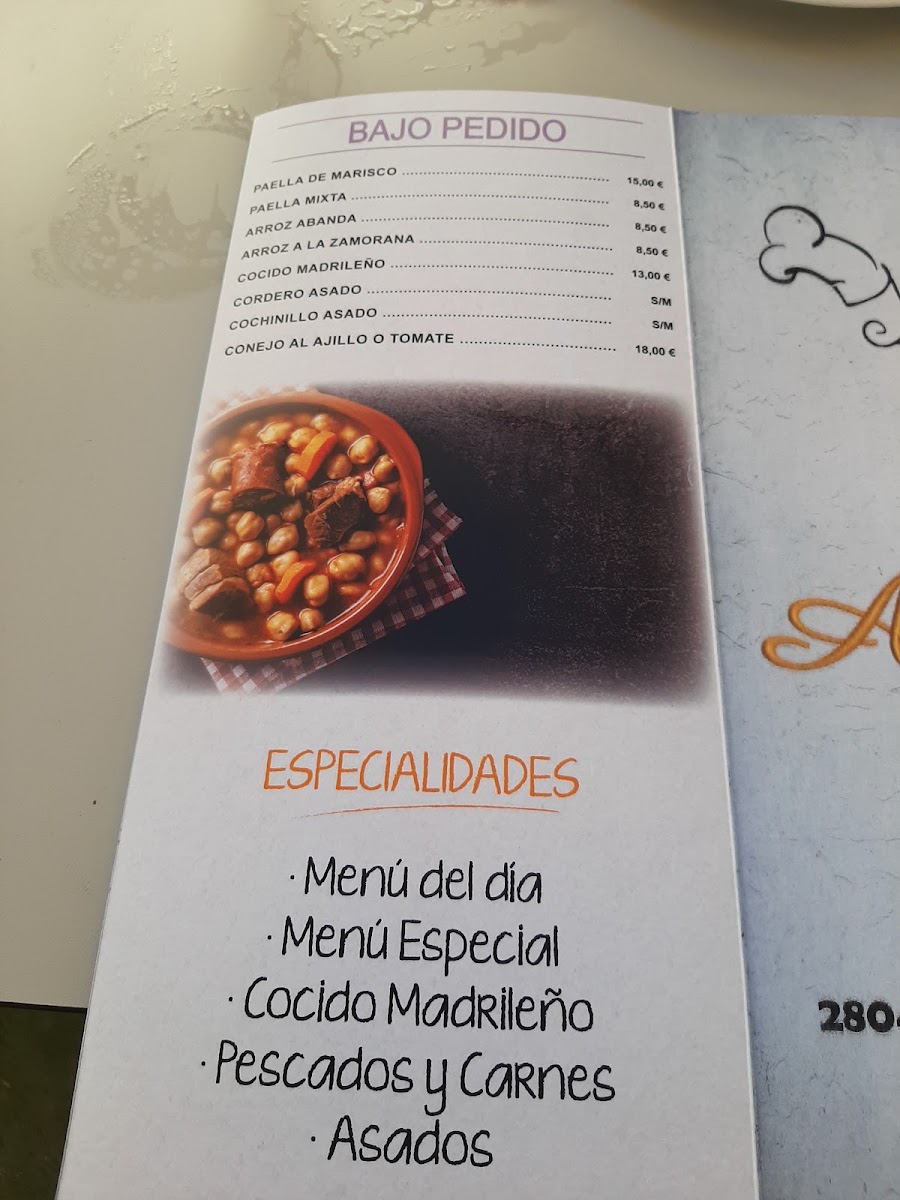 BAJO PEDIDO
PAELLA DE MARISCO 15,00 €
PAELLA MIXTA 8,50 €
ARROZ ABANDA 8,50 €
ARROZ A LA ZAMORANA 8,50 €
COCIDO MADRILEÑO 13,00 €
CORDERO ASADO S/M
COCHINILLO ASADO S/M
CONEJO AL AJILLO O TOMATE 18,00 €
ESPECIALIDADES
· Menú del día
· Menú Especial
· Cocido Madrileño
· Pescados y Carnes
· Asados